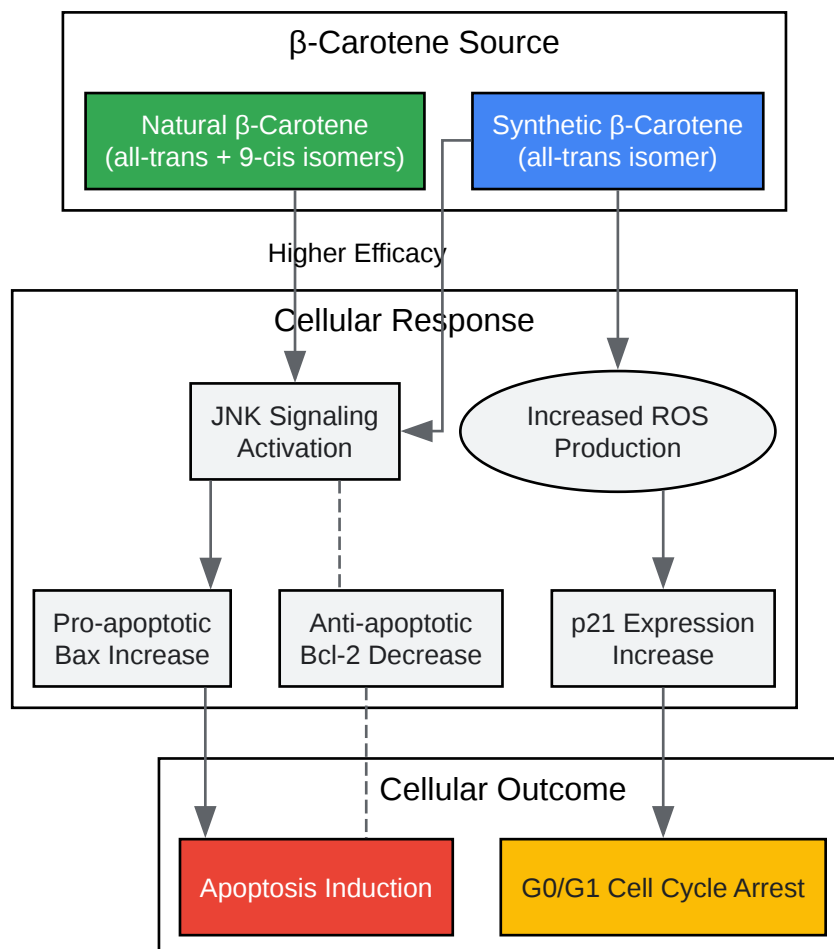 β-Carotene Source
Natural β-Carotene
(all-trans + 9-cis isomers)
Synthetic β-Carotene
(all-trans isomer)
Higher Efficacy
Cellular Response
JNK Signaling
Activation
Increased ROS
Production
Pro-apoptotic
Bax Increase
Anti-apoptotic
Bcl-2 Decrease
p21 Expression
Increase
Cellular Outcome
Apoptosis Induction
G0/G1 Cell Cycle Arrest